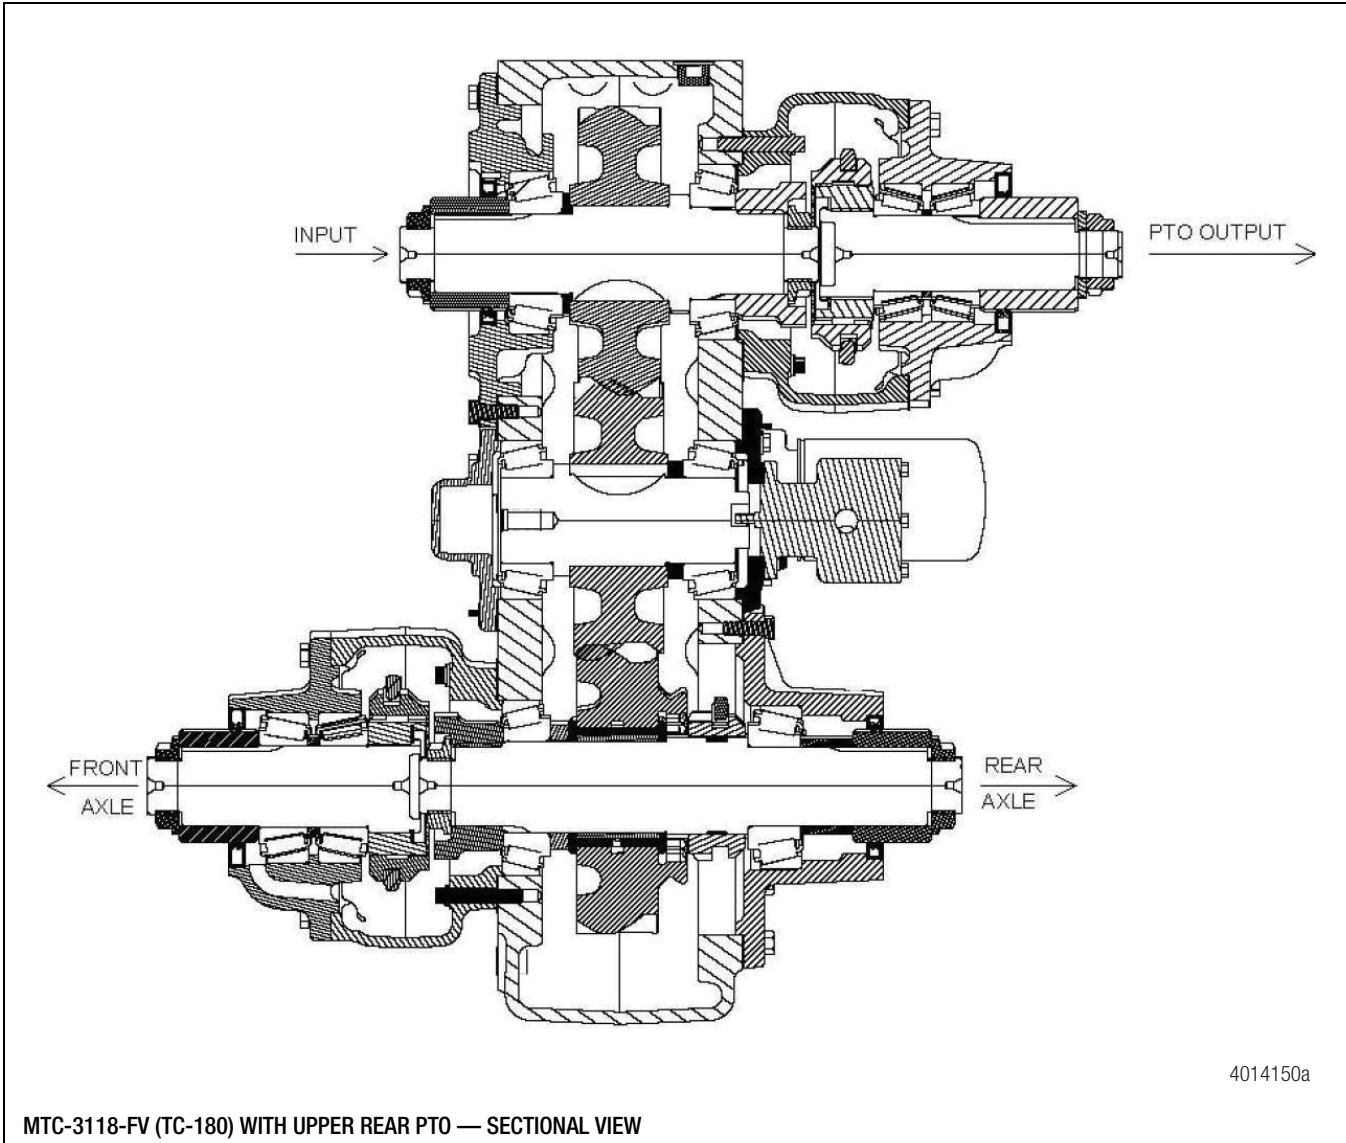 INPUT
PTO OUTPUT
FRONT
AXLE
REAR
AXLE
4014150a
MTC-3118-FV (TC-180) WITH UPPER REAR PTO — SECTIONAL VIEW